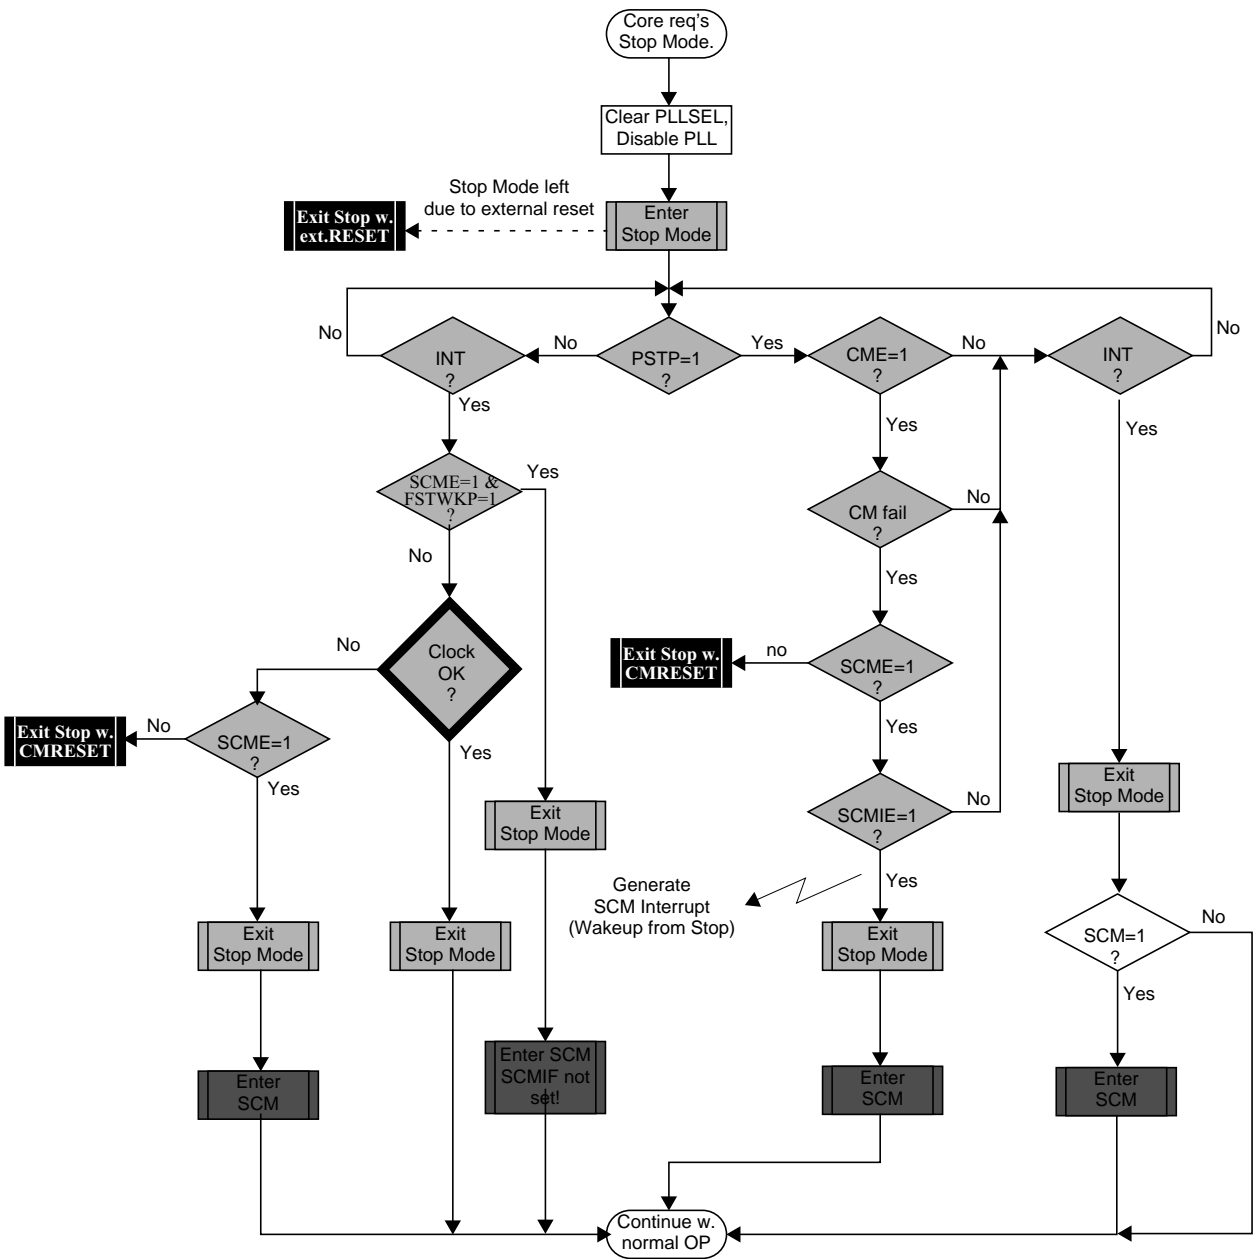 Core req's
Stop Mode.
Clear PLLSEL,
Disable PLL
Stop Mode left
due to external reset
Exit Stop w.
ext.RESET
Enter
Stop Mode
No
INT
?
No
PSTP=1
?
Yes
CME=1
?
No
INT
?
No
Yes
Yes
Yes
SCME=1 &
FSTWKP=1
?
Yes
CM fail
?
No
No
Yes
No
Clock
OK
?
Exit Stop w.
CMRESET
no
SCME=1
?
Exit Stop w.
CMRESET
No
SCME=1
?
Yes
Yes
Yes
Exit
Stop Mode
SCMIE=1
?
No
Exit
Stop Mode
Generate
SCM Interrupt
(Wakeup from Stop)
Yes
Exit
Stop Mode
Exit
Stop Mode
Exit
Stop Mode
SCM=1
?
No
Yes
Enter
SCM
Enter SCM
SCMIF not
set!
Enter
SCM
Enter
SCM
Continue w.
normal OP